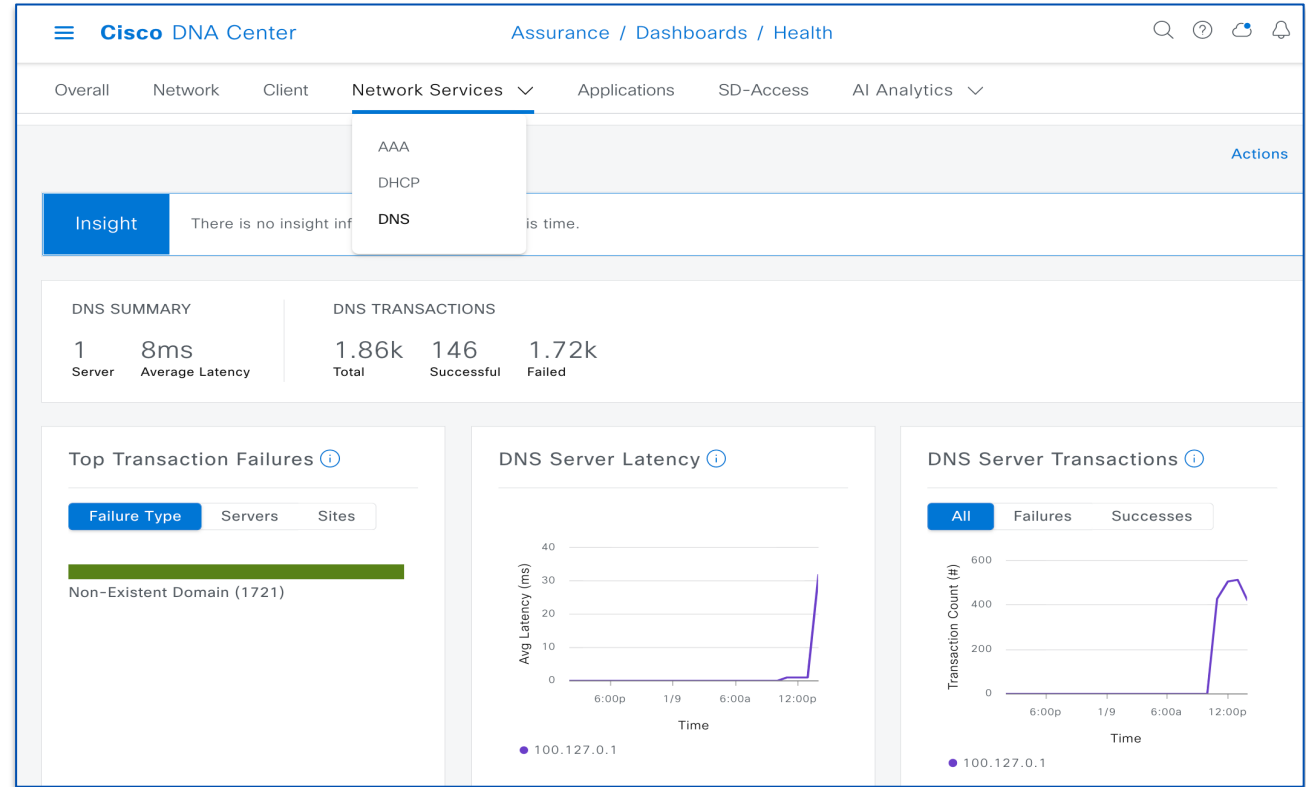 Cisco DNA Center
Assurance / Dashboards / Health
Overall Network Client Network Services Applications SD-Access AI Analytics
AAA
DHCP
DNS
Actions
Insight
There is no insight inf
is time.
DNS SUMMARY
1 8ms
Server Average Latency
DNS TRANSACTIONS
1.86k 146 1.72k
Total Successful Failed
Top Transaction Failures
Failure Type Servers Sites
Non-Existent Domain (1721)
DNS Server Latency
Avg Latency (ms)
40
30
20
10
0
6:00p 1/9 6:00a 12:00p
Time
100.127.0.1
DNS Server Transactions
All Failures Successes
Transaction Count (#)
600
400
200
0
6:00p 1/9 6:00a 12:00p
Time
100.127.0.1